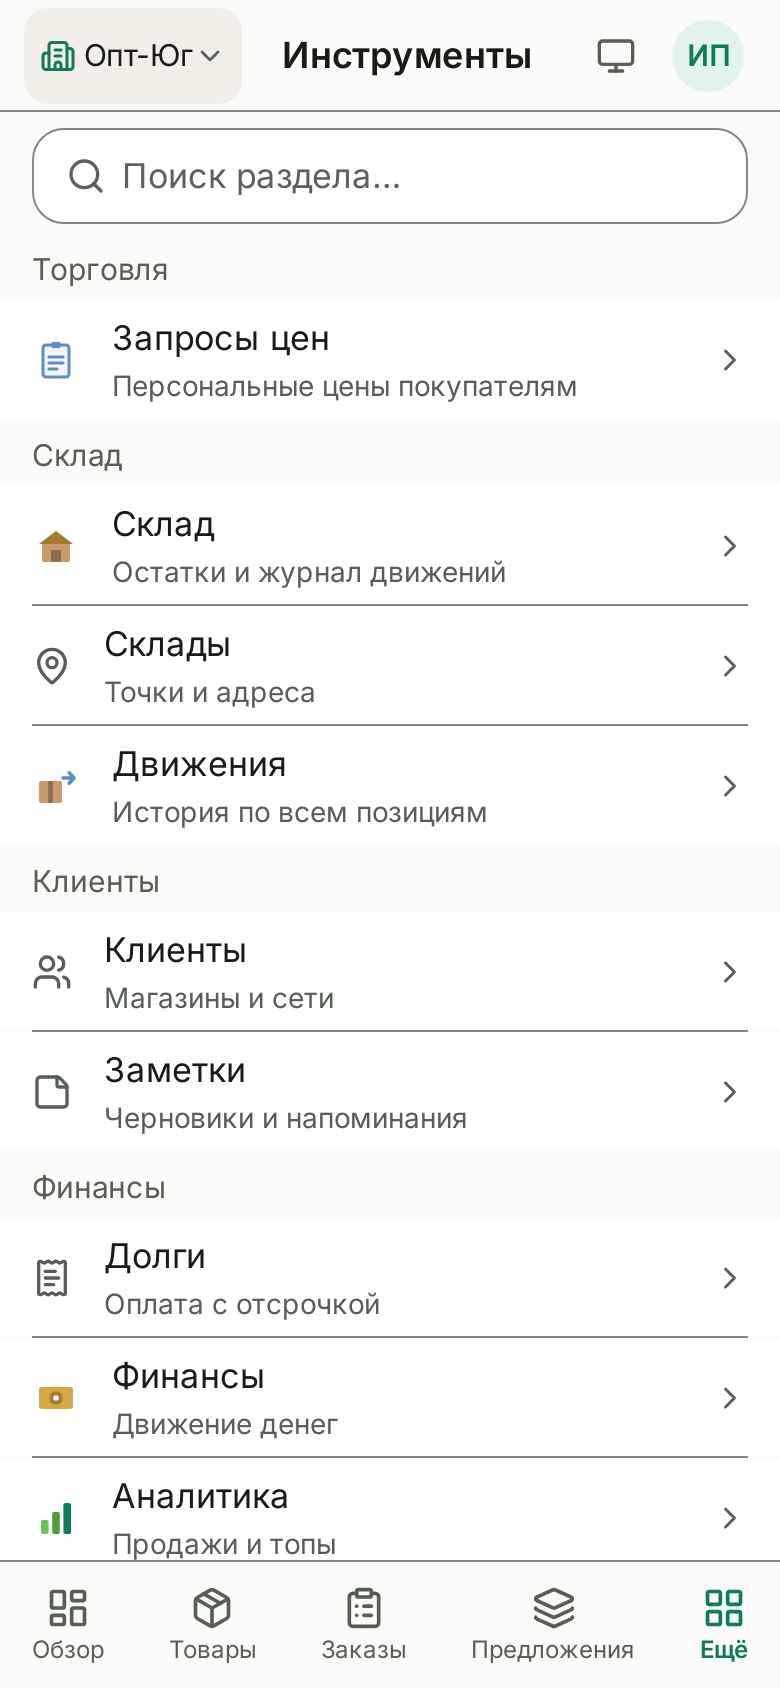 Опт-Юг
Инструменты
ИП
Поиск раздела...
Торговля
Запросы цен
Персональные цены покупателям
Склад
Склад
Остатки и журнал движений
Склады
Точки и адреса
Движения
История по всем позициям
Клиенты
Клиенты
Магазины и сети
Заметки
Черновики и напоминания
Финансы
Долги
Оплата с отсрочкой
Финансы
Движение денег
Аналитика
Продажи и топы
Обзор
Товары
Заказы
Предложения
Ещё